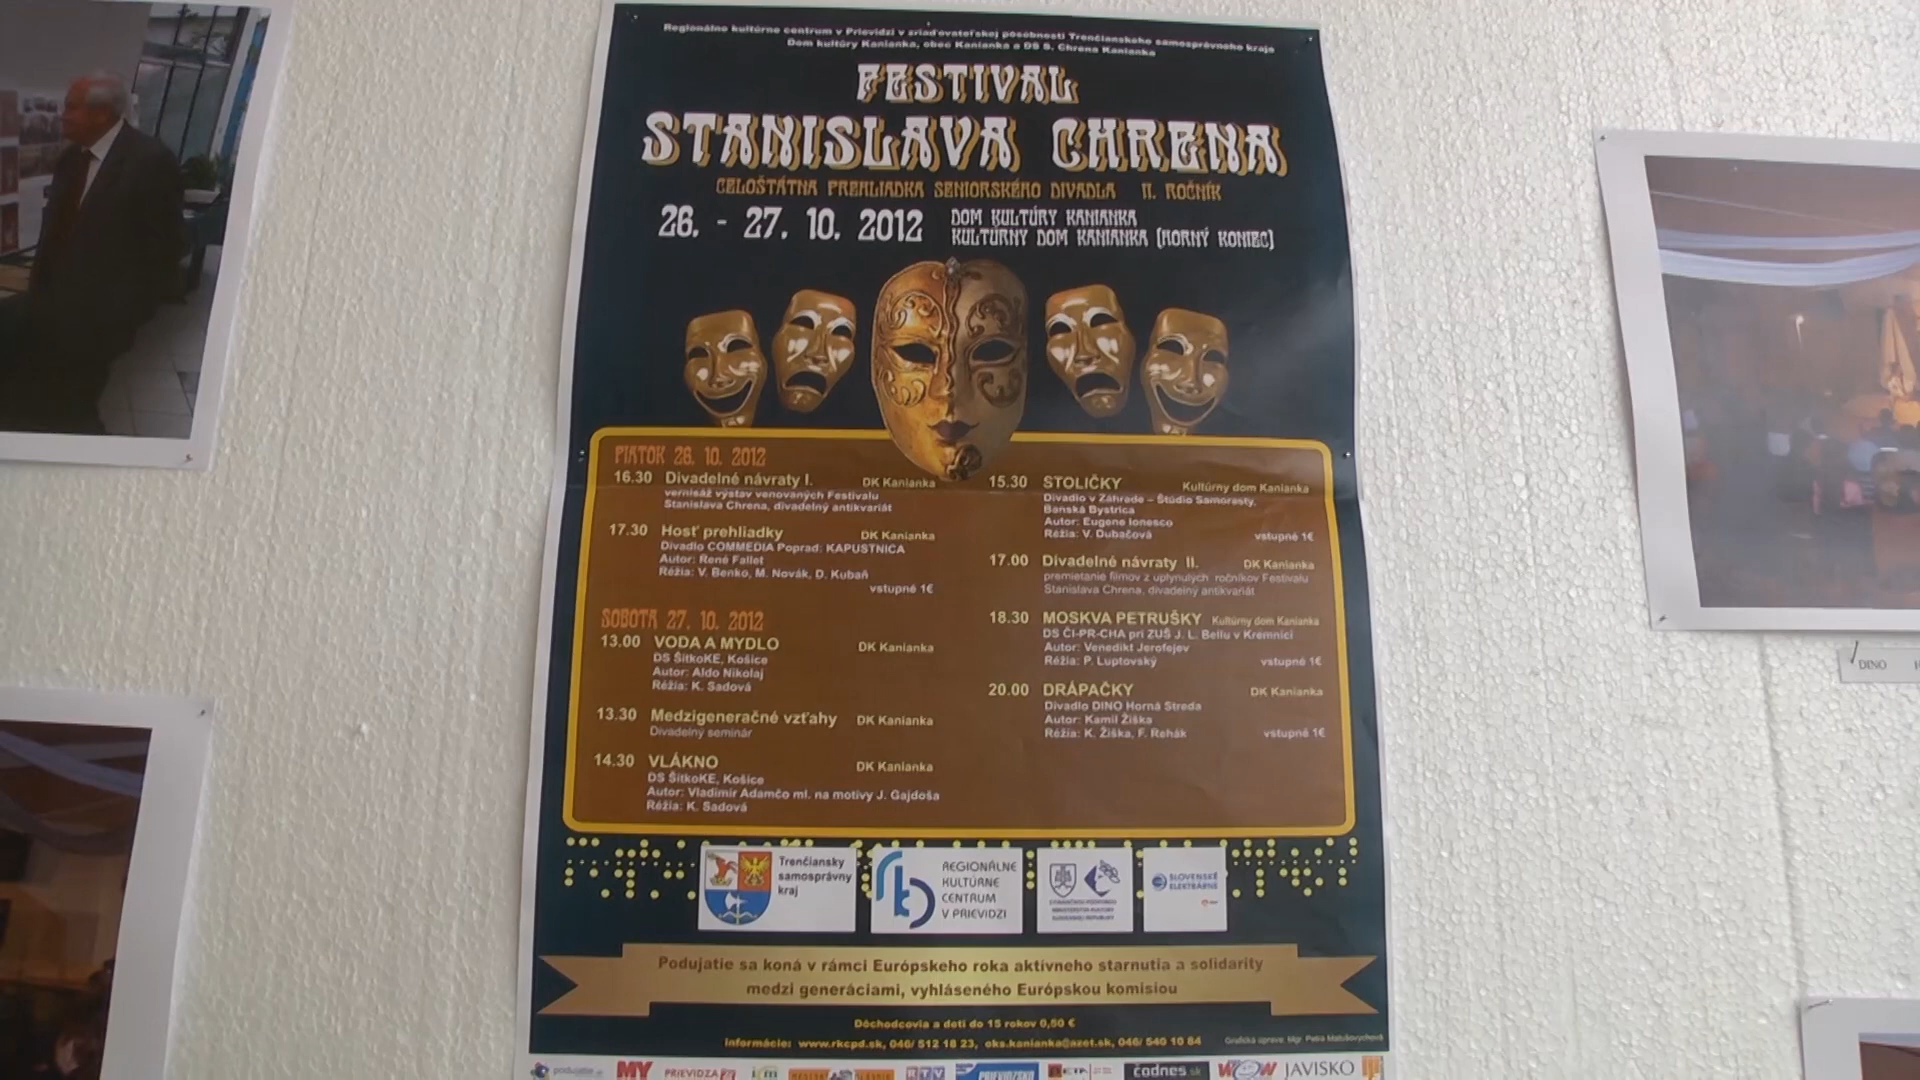 Regionálne kultúrne centrum v Prievidzi v zriaďovateľskej pôsobnosti Trenčianskeho samosprávneho kraja
Dom kultúry Kanianka, obec Kanianka a DS S. Chrena Kanianka
FESTIVAL
STANISLAVA CHRENA
CELOŠTÁTNA PREHLIADKA SENIORSKÉHO DIVADLA II. ROČNÍK
26. - 27. 10. 2012
DOM KULTÚRY KANIANKA
KULTÚRNY DOM KANIANKA (HORNÝ KONIEC)
PIATOK 26. 10. 2012
16.30 Divadelné návraty I. DK Kanianka
vernisáž výstav venovaných Festivalu
Stanislava Chrena, divadelný antikvariát
17.30 Hosť prehliadky DK Kanianka
Divadlo COMMEDIA Poprad: KAPUSTNICA
Autor: René Fallet
Réžia: V. Benko, M. Novák, D. Kubaň
vstupné 1€
SOBOTA 27. 10. 2012
13.00 VODA A MYDLO DK Kanianka
DS ŠitkoKE, Košice
Autor: Aldo Nikolaj
Réžia: K. Sadová
13.30 Medzigeneračné vzťahy DK Kanianka
Divadelný seminár
14.30 VLÁKNO DK Kanianka
DS ŠitkoKE, Košice
Autor: Vladimír Adamčo ml. na motívy J. Gajdoša
Réžia: K. Sadová
15.30 STOLIČKY Kultúrny dom Kanianka
Divadlo v Záhrade – Štúdio Samorasty,
Banská Bystrica
Autor: Eugene Ionesco
Réžia: V. Dubačová vstupné 1€
17.00 Divadelné návraty II. DK Kanianka
premietanie filmov z uplynulých ročníkov Festivalu
Stanislava Chrena, divadelný antikvariát
18.30 MOSKVA PETRUŠKY Kultúrny dom Kanianka
DS ČI-PR-CHA pri ZUŠ J. L. Bellu v Kremnici
Autor: Venedikt Jerofejev
Réžia: P. Luptovský vstupné 1€
20.00 DRÁPAČKY DK Kanianka
Divadlo DINO Horná Streda
Autor: Kamil Žiška
Réžia: K. Žiška, F. Rehák vstupné 1€
Trenčiansky
samosprávny
kraj
REGIONÁLNE
KULTÚRNE
CENTRUM
V PRIEVIDZI
SLOVENSKÉ
ELEKTRÁRNE
Podujatie sa koná v rámci Európskeho roka aktívneho starnutia a solidarity
medzi generáciami, vyhláseného Európskou komisiou
Dôchodcovia a deti do 15 rokov 0,50 €
Informácie: www.rkcpd.sk, 046/ 512 18 23, oks.kanianka@azet.sk, 046/ 540 10 84
Grafická úprava: Mgr. Petra
podujatie MY PRIEVIDZA RTV PRIEVIDZSKO BETA čodnes.sk WOW JAVISKO
DINO